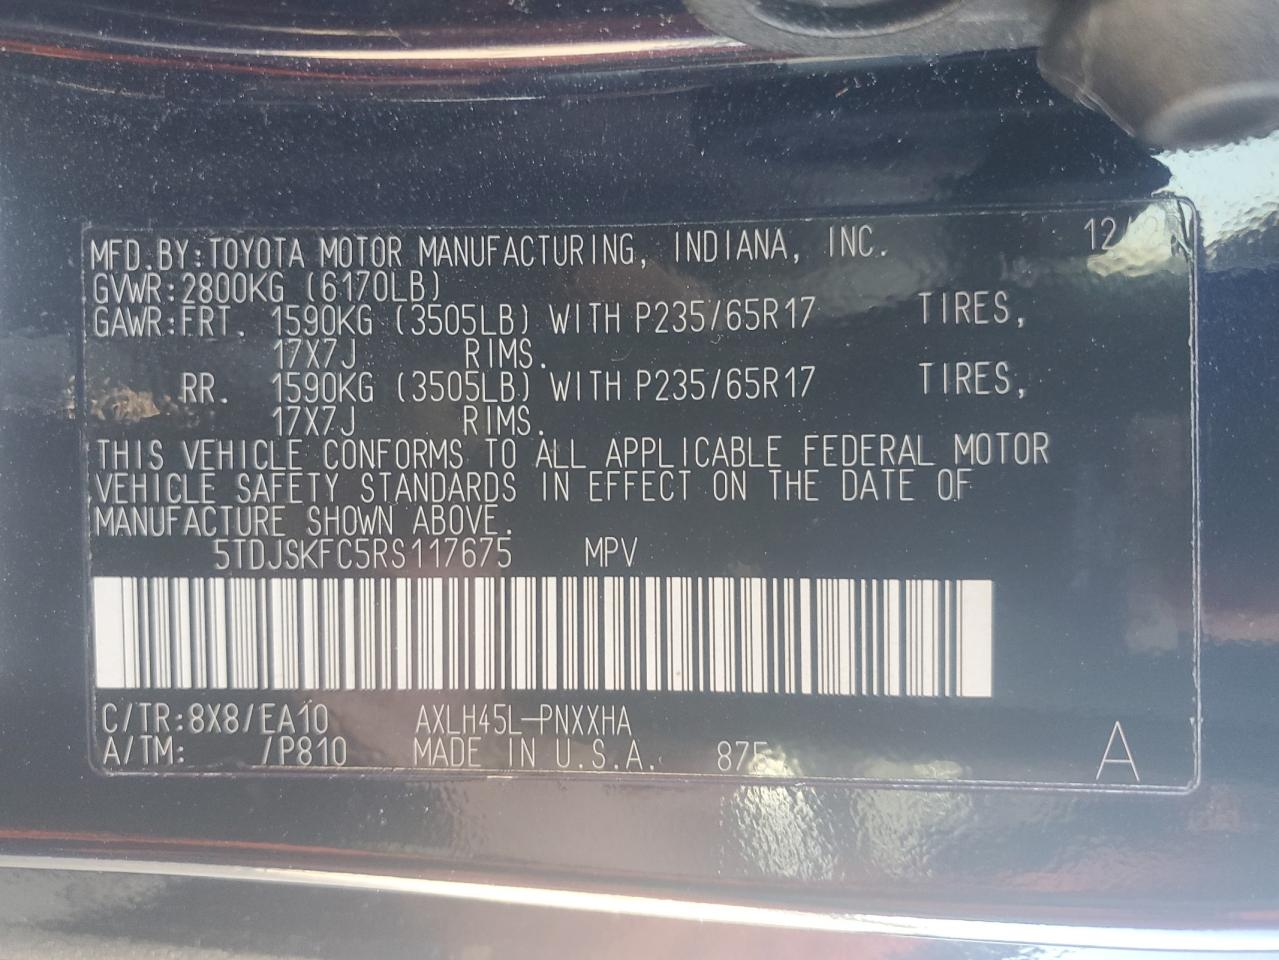 MFD.BY:TOYOTA MOTOR MANUFACTURING, INDIANA, INC.
GVWR:2800KG (6170LB)
GAWR:FRT. 1590KG (3505LB) WITH P235/65R17 TIRES,
17X7J RIMS.
RR. 1590KG (3505LB) WITH P235/65R17 TIRES,
17X7J RIMS.
THIS VEHICLE CONFORMS TO ALL APPLICABLE FEDERAL MOTOR
VEHICLE SAFETY STANDARDS IN EFFECT ON THE DATE OF
MANUFACTURE SHOWN ABOVE.
5TDJSKFC5RS117675 MPV
C/TR:8X8/EA10 AXLH45L-PNXXHA
A/TM: /P810 MADE IN U.S.A.
A